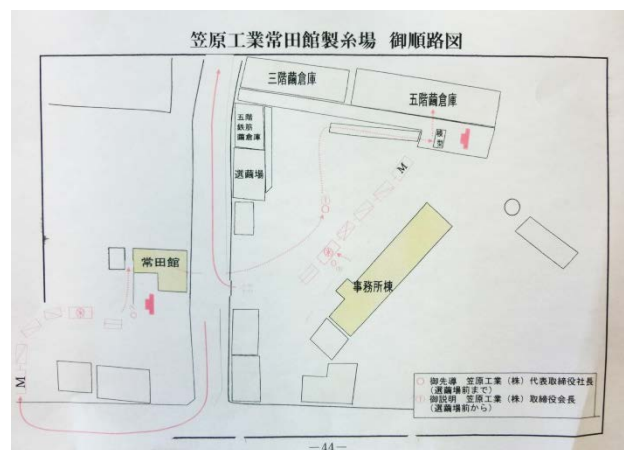 笠原工業常田館製糸場 御順路図
三階繭倉庫
五階繭倉庫
五階
鉄筋
繭倉庫
選繭場
M
常田館
事務所棟
M
御先導 笠原工業(株)代表取締役社長
(選繭場前まで)
御説明 笠原工業(株)取締役会長
(選繭場前から)
—44—